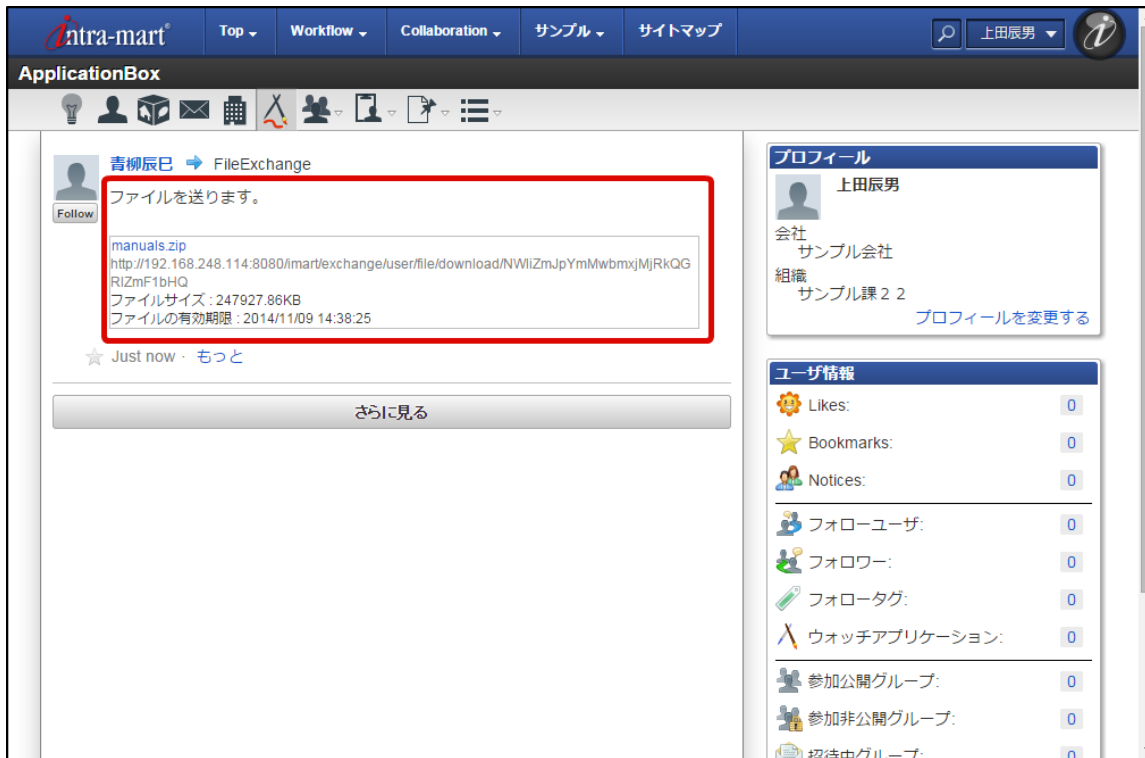 intra-mart®
Top
Workflow
Collaboration
サンプル
サイトマップ
上田辰男
ApplicationBox
青柳辰巳 FileExchange
Follow
ファイルを送ります。
manuals.zip
http://192.168.248.114:8080/imart/exchange/user/file/download/NWliZmJpYmMwbmxjMjRkQG
RlZmF1bHQ
ファイルサイズ : 247927.86KB
ファイルの有効期限 : 2014/11/09 14:38:25
Just now · もっと
さらに見る
プロフィール
上田辰男
会社
サンプル会社
組織
サンプル課２２
プロフィールを変更する
ユーザ情報
Likes: 0
Bookmarks: 0
Notices: 0
フォローユーザ: 0
フォロワー: 0
フォロータグ: 0
ウォッチアプリケーション: 0
参加公開グループ: 0
参加非公開グループ: 0
招待中グループ: 0